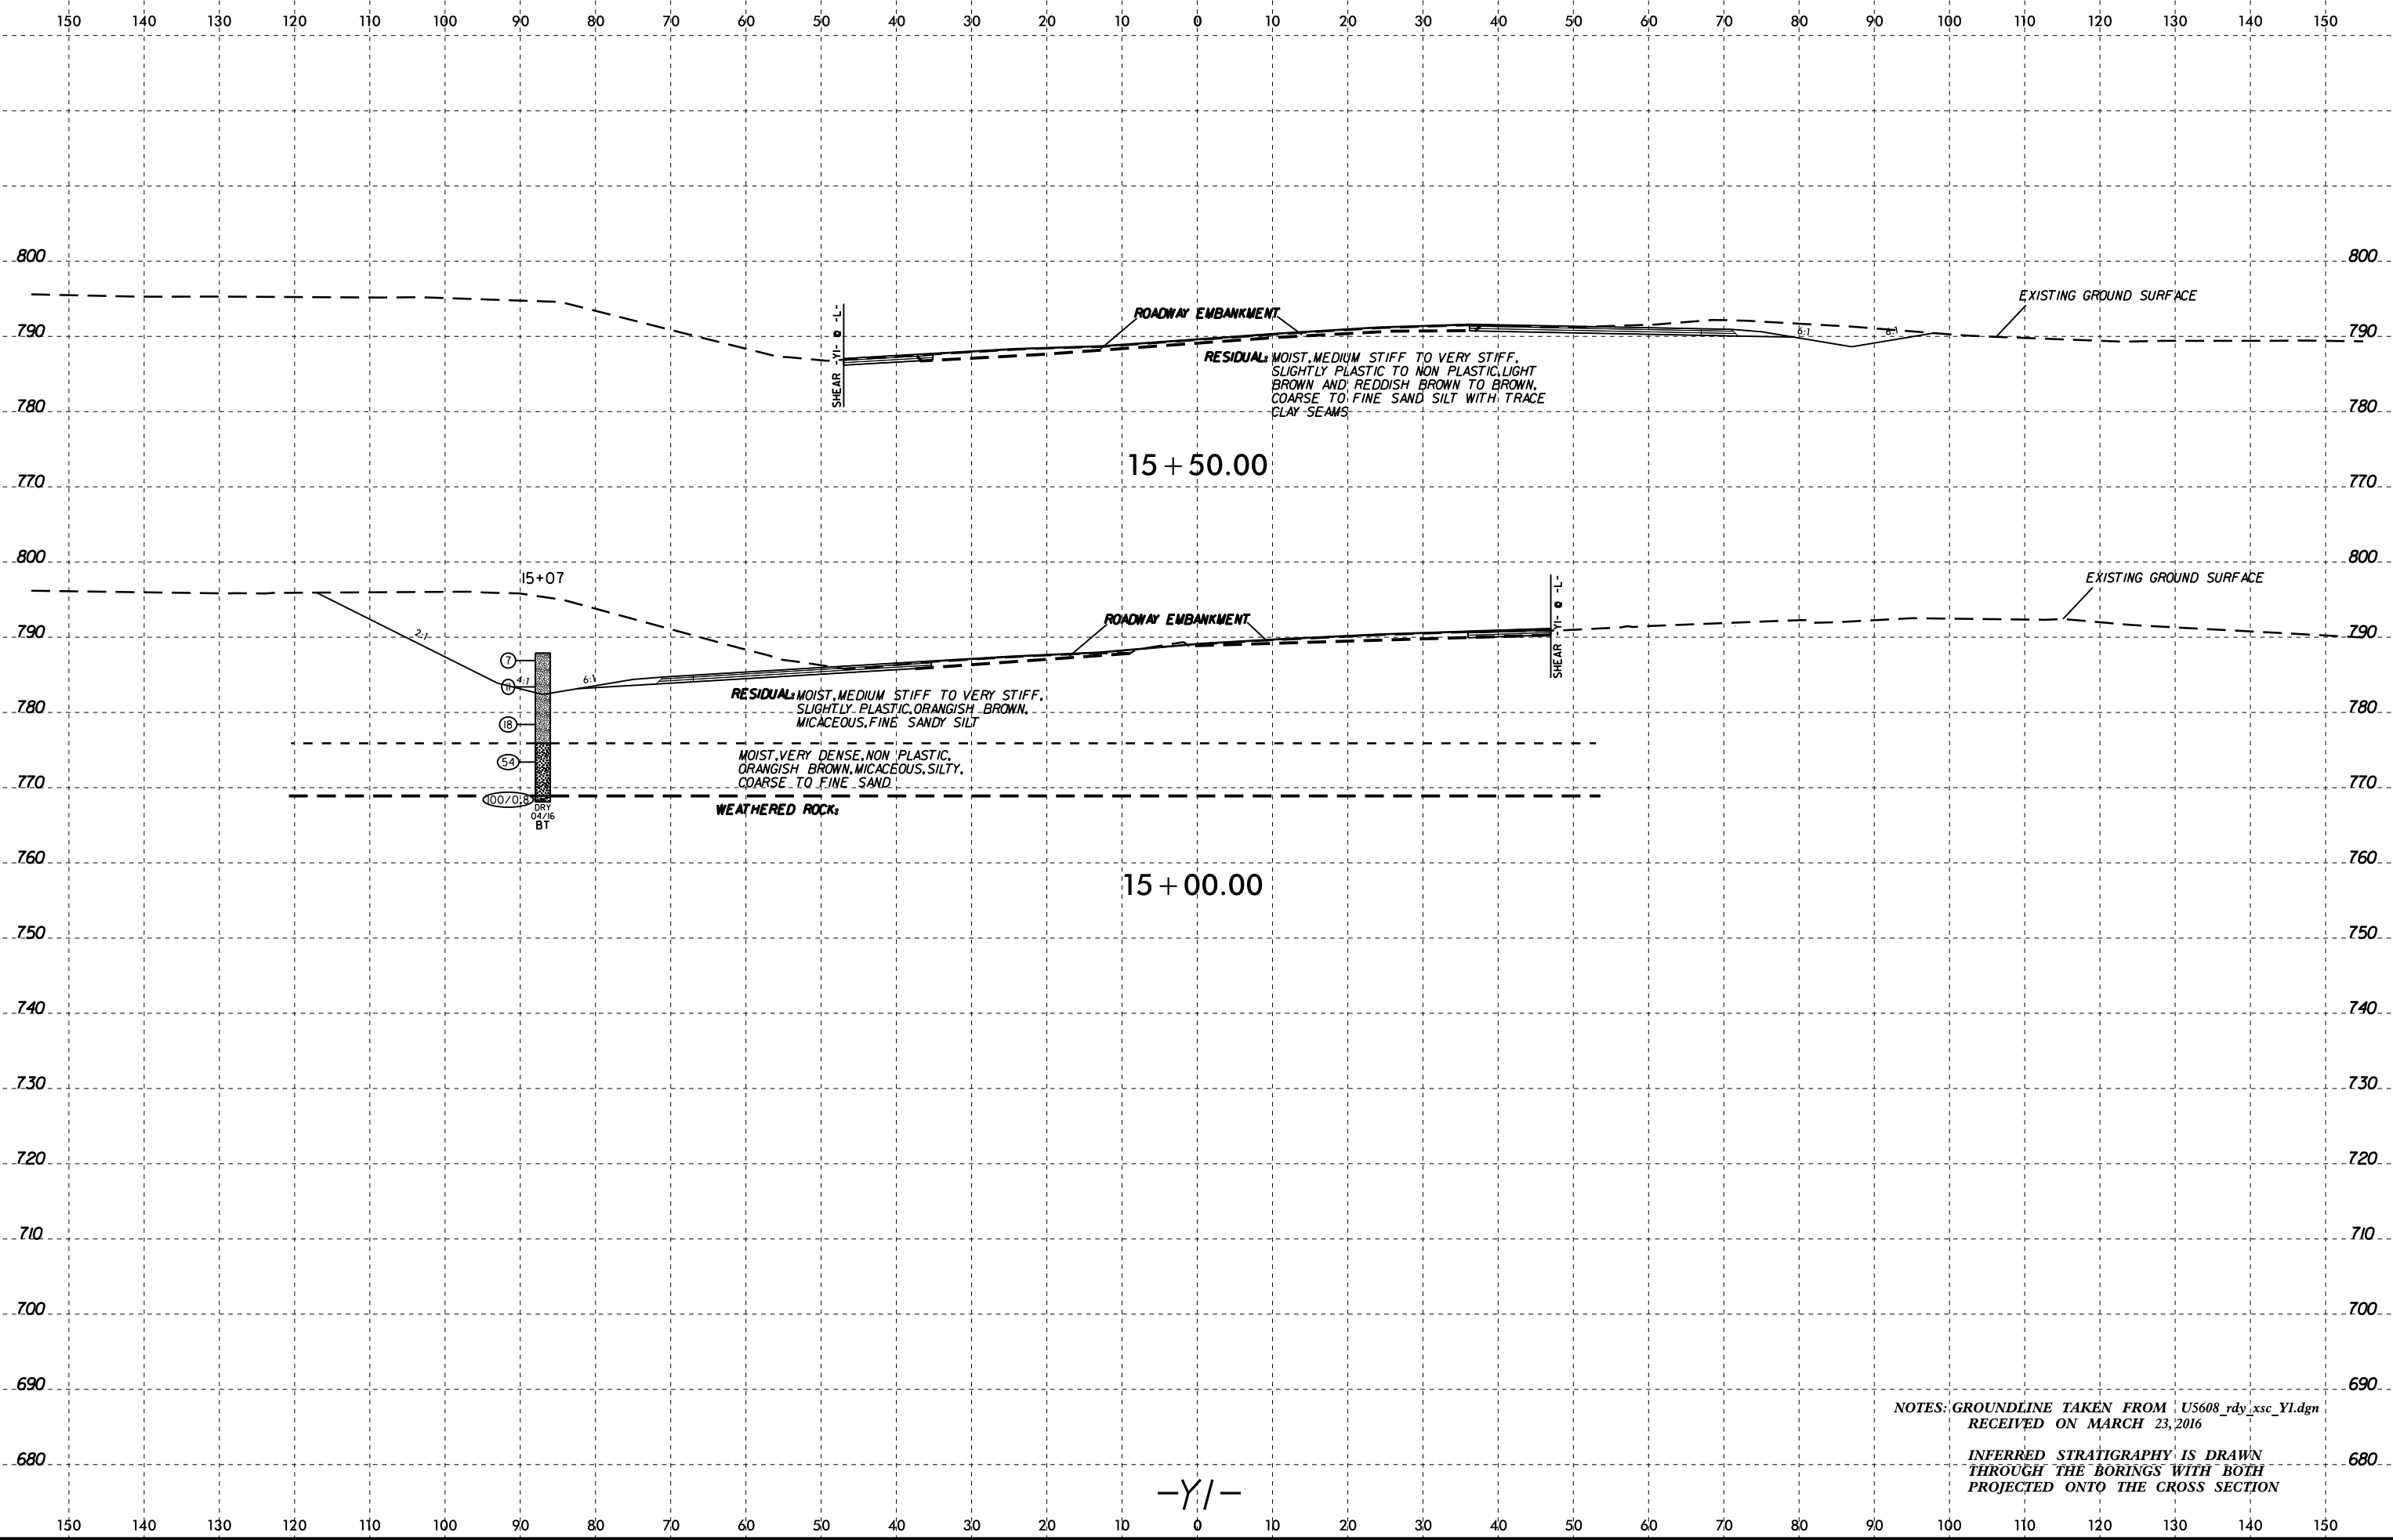 150 140 130 120 110 100 90 80 70 60 50 40 30 20 10 0 10 20 30 40 50 60 70 80 90 100 110 120 130 140 150
800 800
EXISTING GROUND SURFACE
ROADWAY EMBANKMENT
790 790
6:1 6:1
SHEAR -Y1- @ -L-
RESIDUAL: MOIST, MEDIUM STIFF TO VERY STIFF,
SLIGHTLY PLASTIC TO NON PLASTIC, LIGHT
BROWN AND REDDISH BROWN TO BROWN,
COARSE TO FINE SAND SILT WITH TRACE
CLAY SEAMS
780 780
15+50.00
770 770
800 800
15+07
EXISTING GROUND SURFACE
ROADWAY EMBANKMENT
790 790
2:1
SHEAR -Y1- @ -L-
7
11 4:1 6:1
RESIDUAL: MOIST, MEDIUM STIFF TO VERY STIFF,
SLIGHTLY PLASTIC, ORANGISH BROWN,
MICACEOUS, FINE SANDY SILT
780 780
18
MOIST, VERY DENSE, NON PLASTIC,
ORANGISH BROWN, MICACEOUS, SILTY,
COARSE TO FINE SAND
54
770 770
100/0.8
DRY
04/16
BT
WEATHERED ROCK:
760 760
15+00.00
750 750
740 740
730 730
720 720
710 710
700 700
690 690
NOTES: GROUNDLINE TAKEN FROM U5608_rdy_xsc_Y1.dgn
RECEIVED ON MARCH 23, 2016
INFERRED STRATIGRAPHY IS DRAWN
THROUGH THE BORINGS WITH BOTH
PROJECTED ONTO THE CROSS SECTION
680 680
-Y1-
150 140 130 120 110 100 90 80 70 60 50 40 30 20 10 0 10 20 30 40 50 60 70 80 90 100 110 120 130 140 150